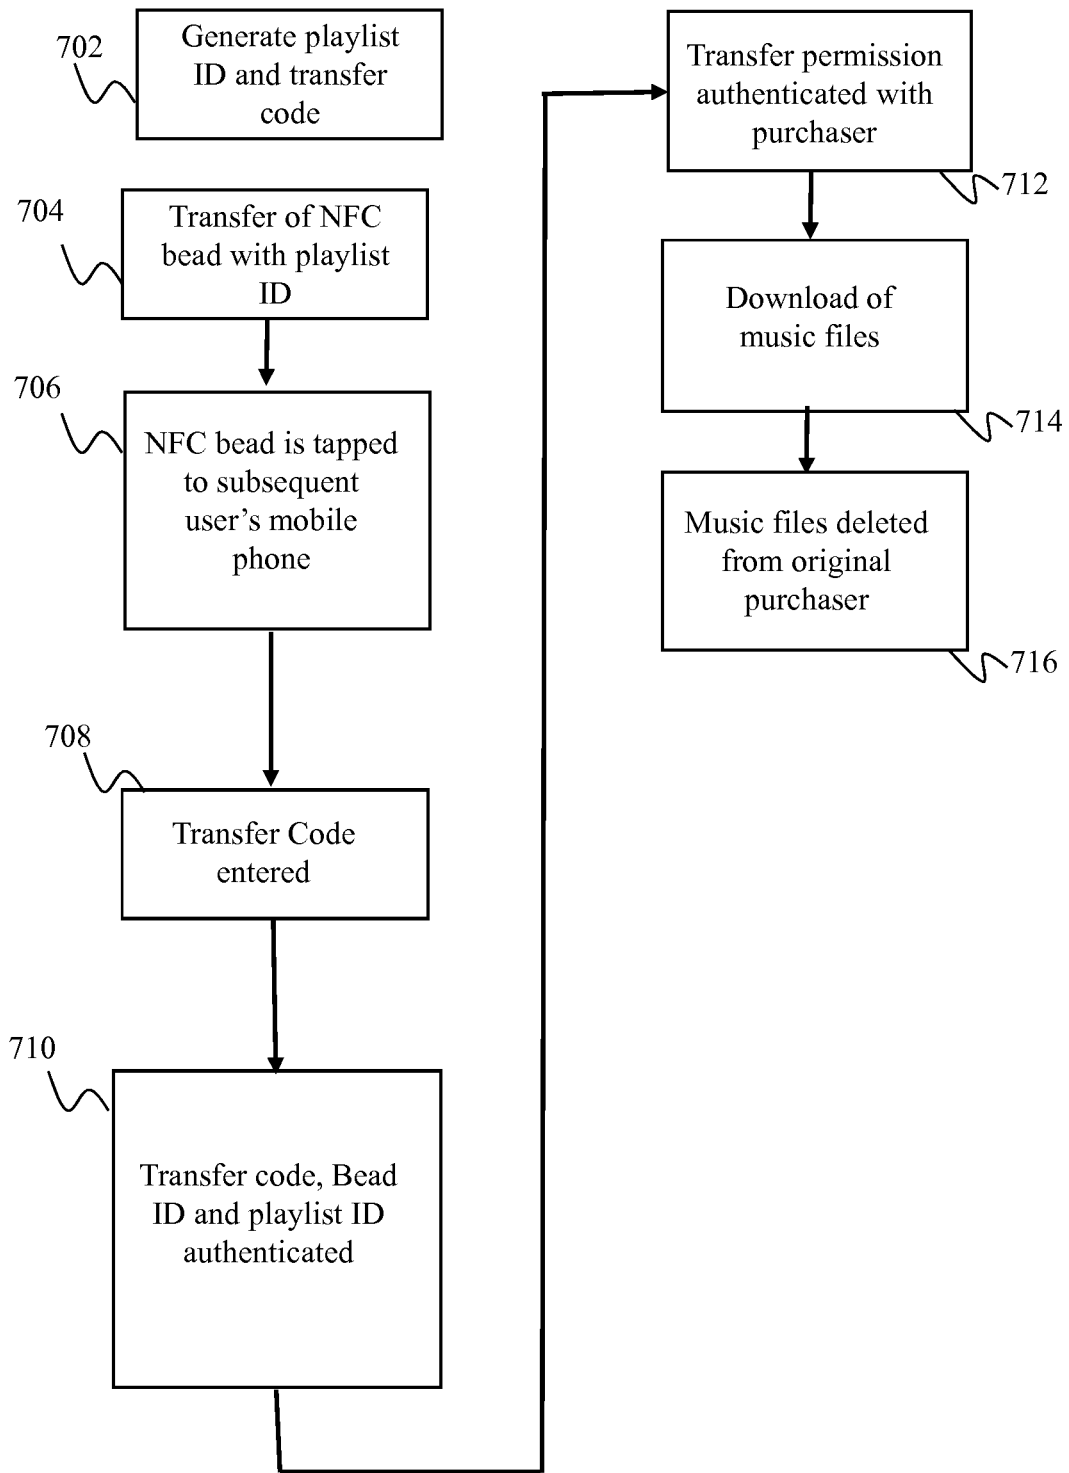 702
Generate playlist
ID and transfer
code
704
Transfer of NFC
bead with playlist
ID
706
NFC bead is tapped
to subsequent
user’s mobile
phone
708
Transfer Code
entered
710
Transfer code, Bead
ID and playlist ID
authenticated
Transfer permission
authenticated with
purchaser
712
Download of
music files
714
Music files deleted
from original
purchaser
716